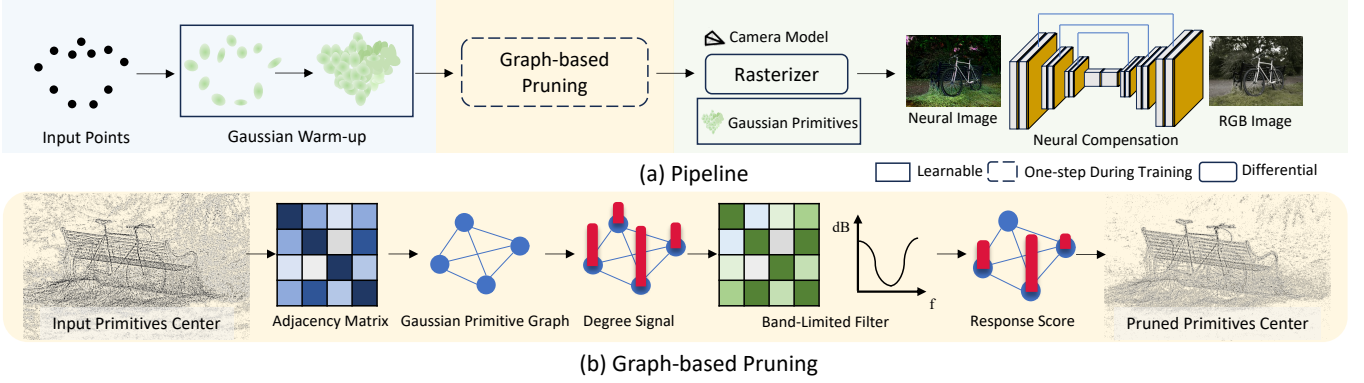 Input Points
Gaussian Warm-up
Graph-based
Pruning
Camera Model
Rasterizer
Gaussian Primitives
Neural Image
Neural Compensation
RGB Image
(a) Pipeline
Learnable
One-step During Training
Differential
Input Primitives Center
Adjacency Matrix
Gaussian Primitive Graph
Degree Signal
dB
f
Band-Limited Filter
Response Score
Pruned Primitives Center
(b) Graph-based Pruning